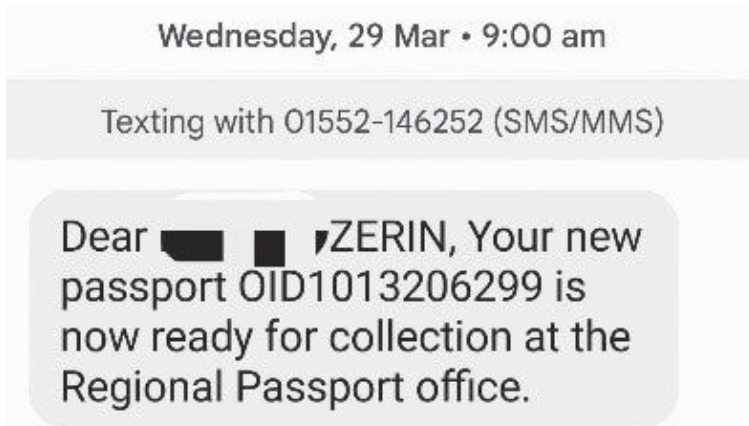 Wednesday, 29 Mar • 9:00 am
Texting with 01552-146252 (SMS/MMS)
Dear ZERIN, Your new
passport OID1013206299 is
now ready for collection at the
Regional Passport office.